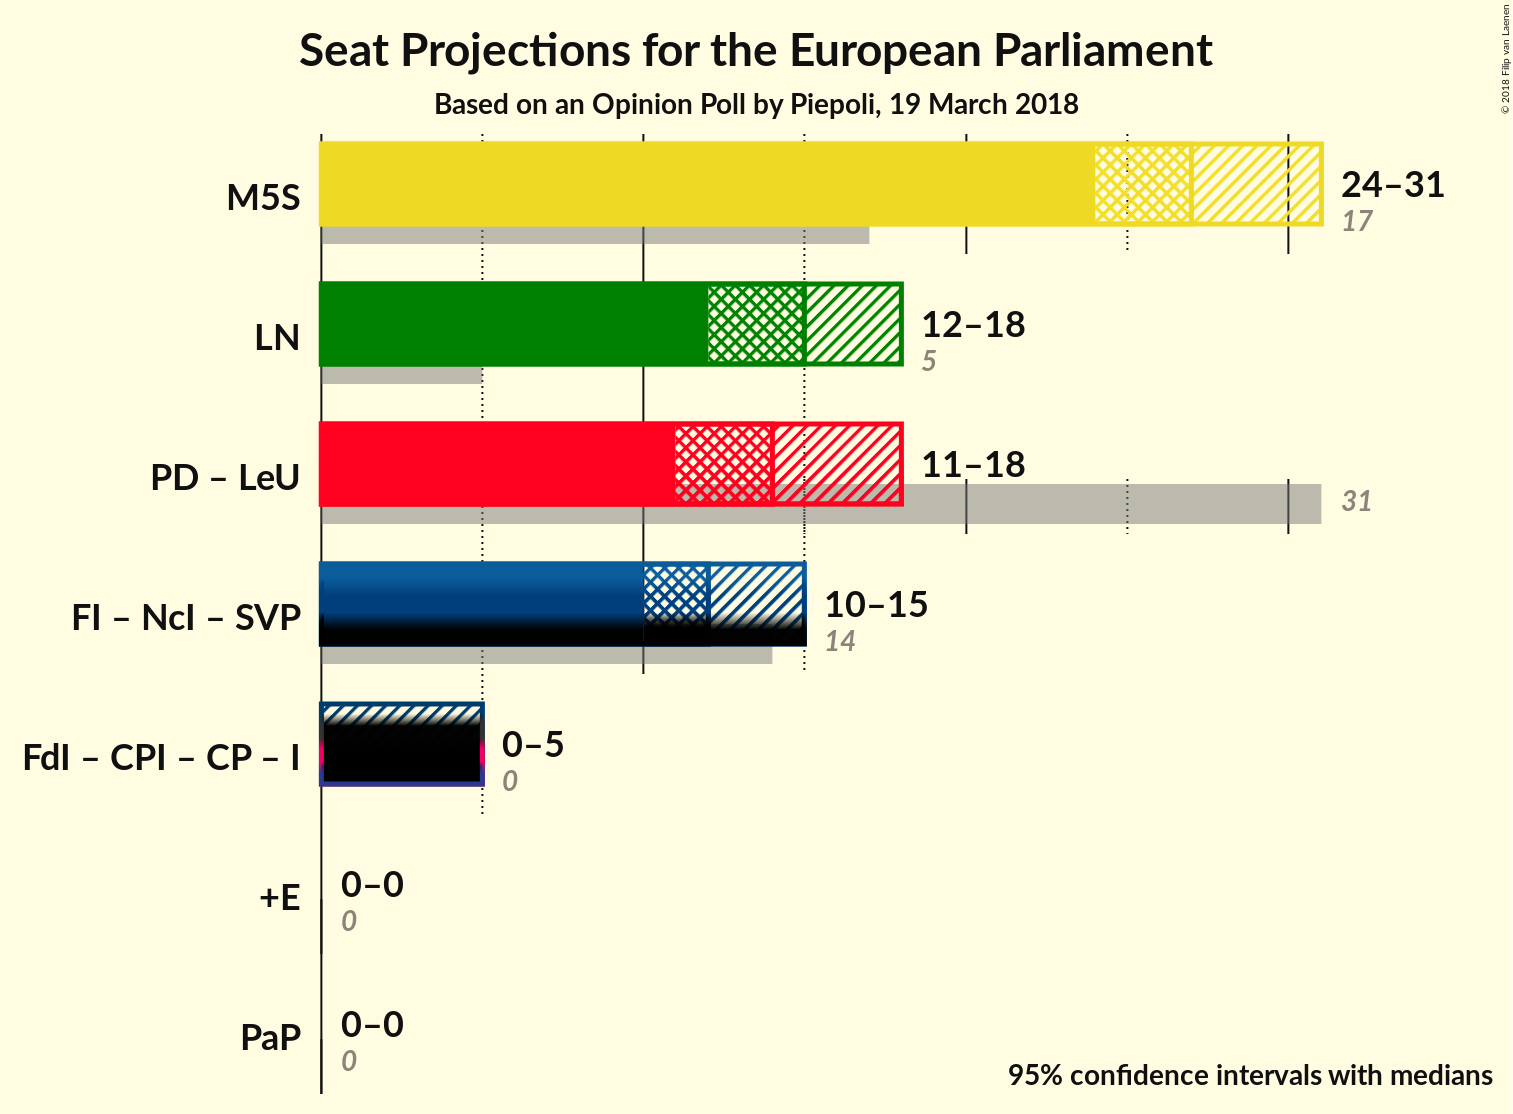 Seat Projections for the European Parliament
Based on an Opinion Poll by Piepoli, 19 March 2018
© 2018 Filip van Laenen
M5S
24–31
17
LN
12–18
5
PD – LeU
11–18
31
FI – NcI – SVP
10–15
14
FdI – CPI – CP – I
0–5
0
+E
0–0
0
PaP
0–0
0
95% confidence intervals with medians